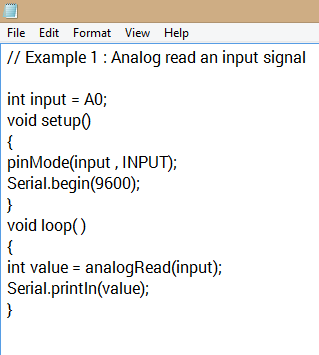 File Edit Format View Help
// Example 1 : Analog read an input signal
int input = A0;
void setup()
{
pinMode(input , INPUT);
Serial.begin(9600);
}
void loop( )
{
int value = analogRead(input);
Serial.println(value);
}